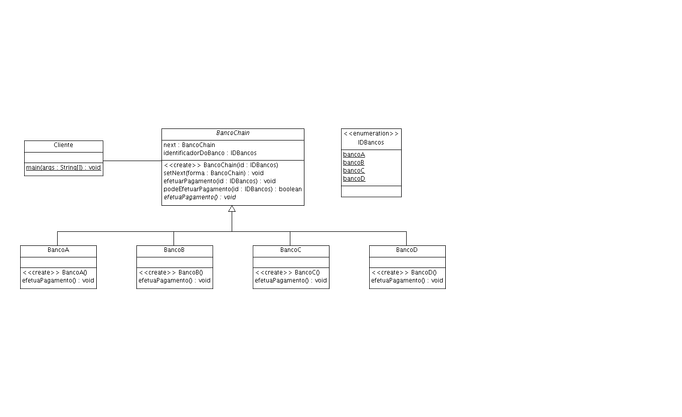 Cliente
main(args : String[]) : void
BancoChain
next : BancoChain
identificadorDoBanco : IDBancos
<<create>> BancoChain(id : IDBancos)
setNext(forma : BancoChain) : void
efetuarPagamento(id : IDBancos) : void
podeEfetuarPagamento(id : IDBancos) : boolean
efetuaPagamento() : void
<<enumeration>>
IDBancos
bancoA
bancoB
bancoC
bancoD
BancoA
<<create>> BancoA()
efetuaPagamento() : void
BancoB
<<create>> BancoB()
efetuaPagamento() : void
BancoC
<<create>> BancoC()
efetuaPagamento() : void
BancoD
<<create>> BancoD()
efetuaPagamento() : void